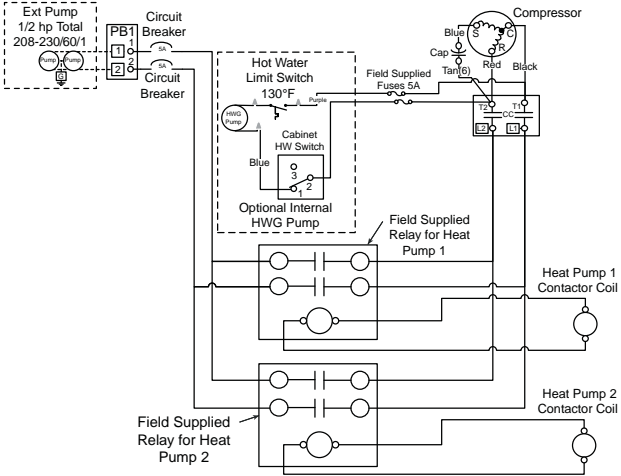 Ext Pump
1/2 hp Total
208-230/60/1
Pump
Pump
G
PB1
1
1
2
2
Circuit
Breaker
5A
5A
Circuit
Breaker
Hot Water
Limit Switch
130°F
HWG
Pump
Purple
Cabinet
HW Switch
Blue
3
2
1
Optional Internal
HWG Pump
Field Supplied
Fuses 5A
Compressor
Blue
S
C
R
Cap
Tan(6)
Red
Black
T2
T1
CC
L2
L1
Field Supplied
Relay for Heat
Pump 1
Heat Pump 1
Contactor Coil
Field Supplied
Relay for Heat
Pump 2
Heat Pump 2
Contactor Coil